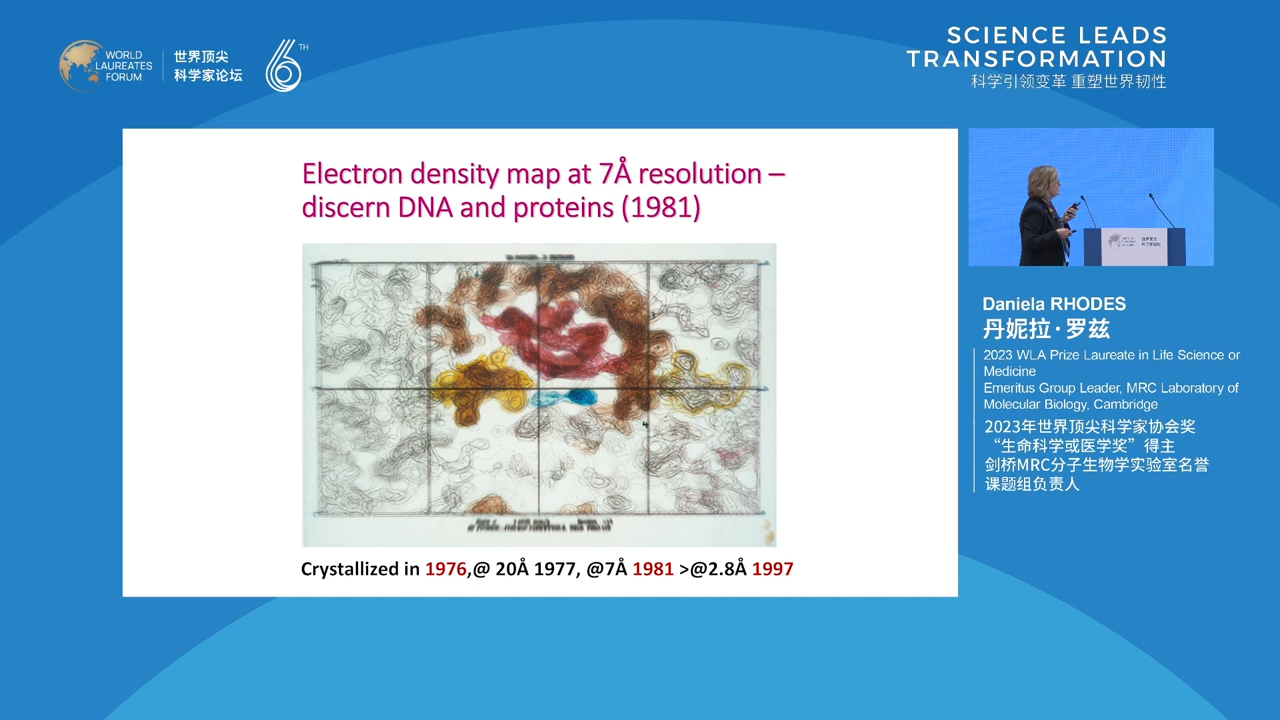 WORLD
LAUREATES
FORUM
世界顶尖
科学家论坛
6TH
SCIENCE LEADS
TRANSFORMATION
科学引领变革 重塑世界韧性
Electron density map at 7Å resolution –
discern DNA and proteins (1981)
Crystallized in 1976,@ 20Å 1977, @7Å 1981 >@2.8Å 1997
Daniela RHODES
丹妮拉·罗兹
2023 WLA Prize Laureate in Life Science or
Medicine
Emeritus Group Leader, MRC Laboratory of
Molecular Biology, Cambridge
2023年世界顶尖科学家协会奖
“生命科学或医学奖”得主
剑桥MRC分子生物学实验室名誉
课题组负责人